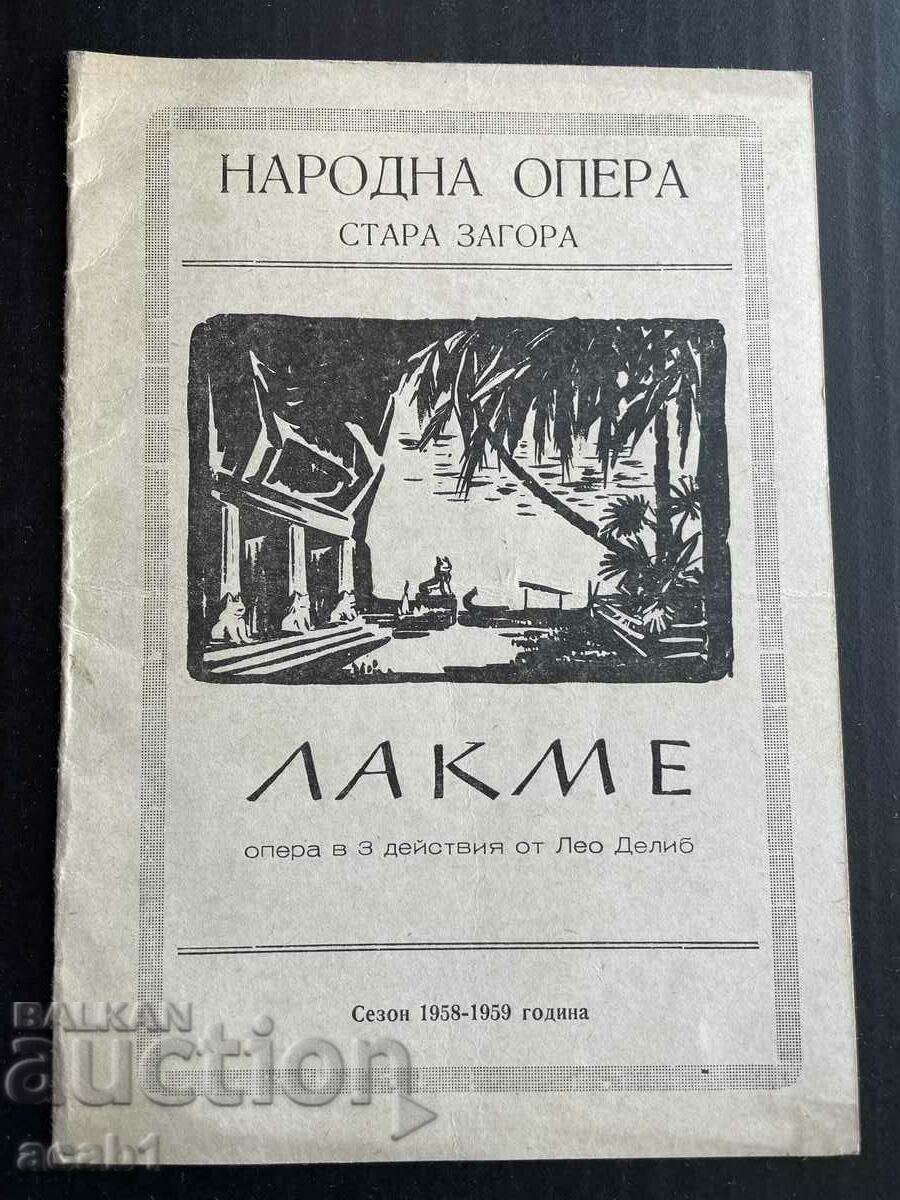 НАРОДНА ОПЕРА
СТАРА ЗАГОРА
ЛАКМЕ
опера в 3 действия от Лео Делиб
Сезон 1958-1959 година
BALKAN
auction
acab1